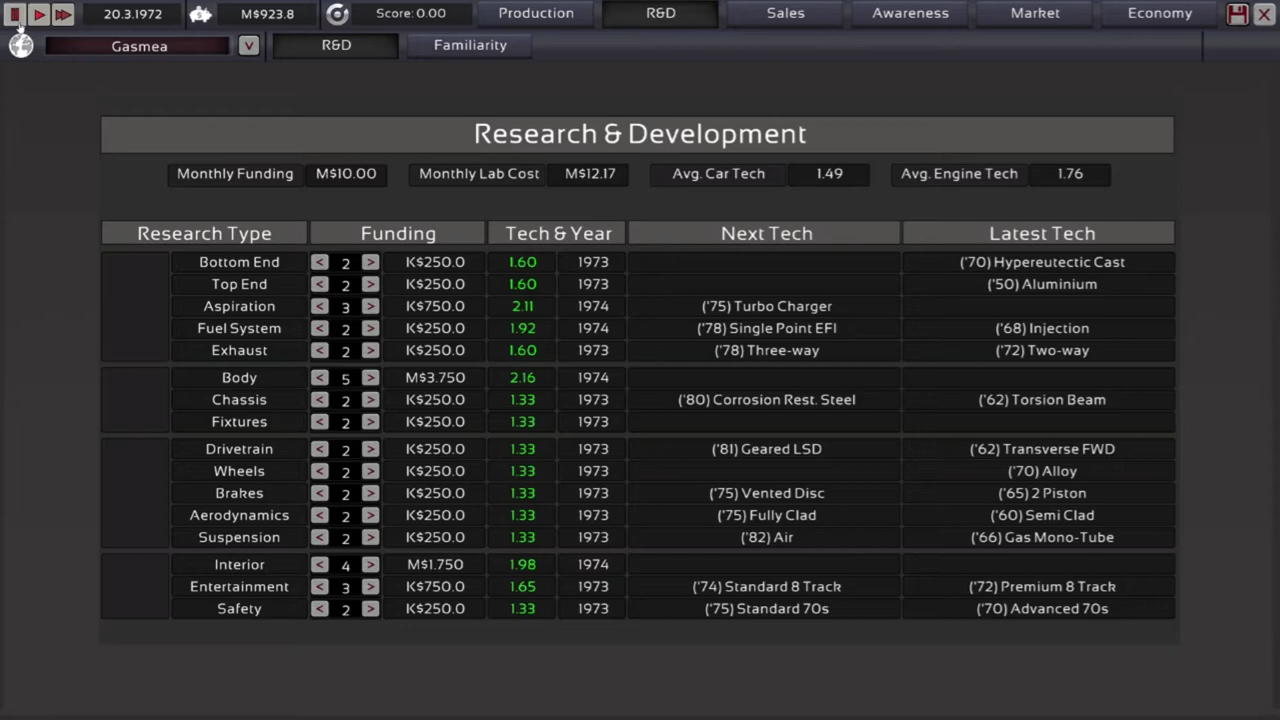 20.3.1972 M$923.8 Score: 0.00 Production R&D Sales Awareness Market Economy
Gasmea V R&D Familiarity
Research & Development
Monthly Funding M$10.00 Monthly Lab Cost M$12.17 Avg. Car Tech 1.49 Avg. Engine Tech 1.76
Research Type Funding Tech & Year Next Tech Latest Tech
Bottom End < 2 > K$250.0 1.60 1973 ('70) Hypereutectic Cast
Top End < 2 > K$250.0 1.60 1973 ('50) Aluminium
Aspiration < 3 > K$750.0 2.11 1974 ('75) Turbo Charger
Fuel System < 2 > K$250.0 1.92 1974 ('78) Single Point EFI ('68) Injection
Exhaust < 2 > K$250.0 1.60 1973 ('78) Three-way ('72) Two-way
Body < 5 > M$3.750 2.16 1974
Chassis < 2 > K$250.0 1.33 1973 ('80) Corrosion Rest. Steel ('62) Torsion Beam
Fixtures < 2 > K$250.0 1.33 1973
Drivetrain < 2 > K$250.0 1.33 1973 ('81) Geared LSD ('62) Transverse FWD
Wheels < 2 > K$250.0 1.33 1973 ('70) Alloy
Brakes < 2 > K$250.0 1.33 1973 ('75) Vented Disc ('65) 2 Piston
Aerodynamics < 2 > K$250.0 1.33 1973 ('75) Fully Clad ('60) Semi Clad
Suspension < 2 > K$250.0 1.33 1973 ('82) Air ('66) Gas Mono-Tube
Interior < 4 > M$1.750 1.98 1974
Entertainment < 3 > K$750.0 1.65 1973 ('74) Standard 8 Track ('72) Premium 8 Track
Safety < 2 > K$250.0 1.33 1973 ('75) Standard 70s ('70) Advanced 70s